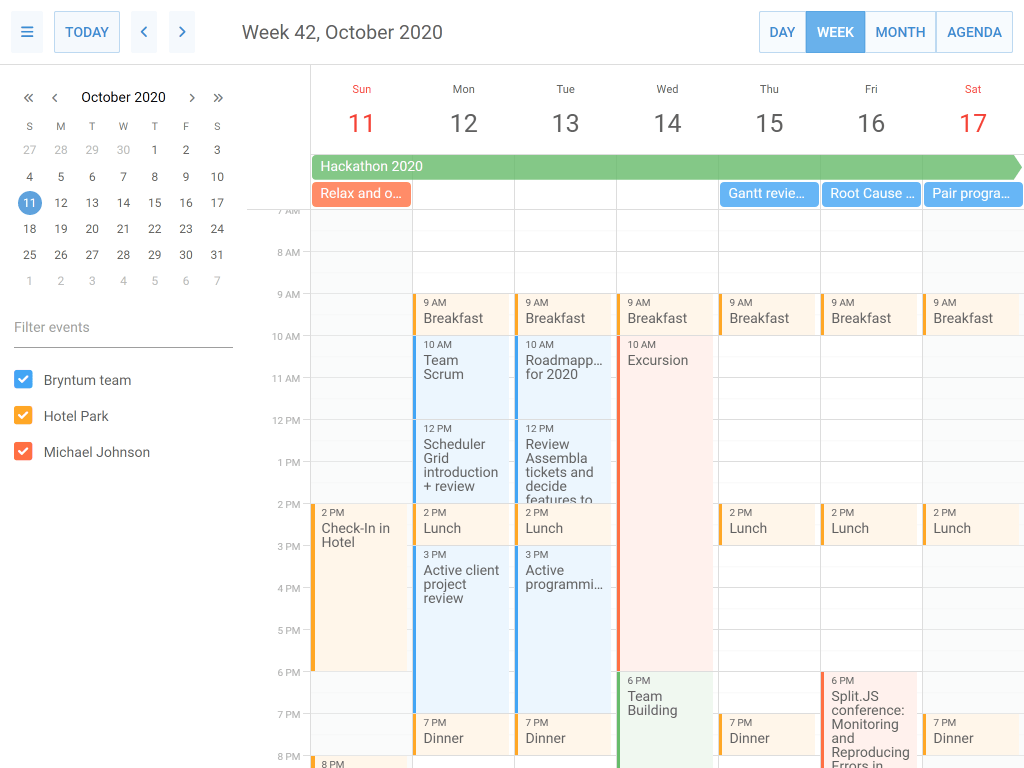 TODAY
Week 42, October 2020
DAY WEEK MONTH AGENDA
October 2020
S M T W T F S
27 28 29 30 1 2 3
4 5 6 7 8 9 10
11 12 13 14 15 16 17
18 19 20 21 22 23 24
25 26 27 28 29 30 31
1 2 3 4 5 6 7
Filter events
Bryntum team
Hotel Park
Michael Johnson
Sun Mon Tue Wed Thu Fri Sat
11 12 13 14 15 16 17
Hackathon 2020
Relax and o... Gantt revie... Root Cause ... Pair progra...
7 AM
8 AM
9 AM
10 AM
11 AM
12 PM
1 PM
2 PM
3 PM
4 PM
5 PM
6 PM
7 PM
8 PM
2 PM
Check-In in
Hotel
8 PM
9 AM
Breakfast
10 AM
Team
Scrum
12 PM
Scheduler
Grid
introduction
+ review
2 PM
Lunch
3 PM
Active client
project
review
7 PM
Dinner
9 AM
Breakfast
10 AM
Roadmapp...
for 2020
12 PM
Review
Assembla
tickets and
decide
features to
2 PM
Lunch
3 PM
Active
programmi...
7 PM
Dinner
9 AM
Breakfast
10 AM
Excursion
6 PM
Team
Building
9 AM
Breakfast
2 PM
Lunch
7 PM
Dinner
9 AM
Breakfast
2 PM
Lunch
6 PM
Split.JS
conference:
Monitoring
and
Reproducing
Errors in
9 AM
Breakfast
2 PM
Lunch
7 PM
Dinner